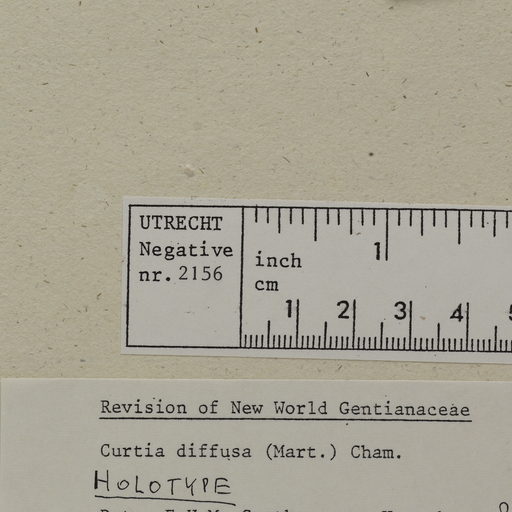 UTRECHT
Negative
nr. 2156
inch
cm
1
1 2 3 4 5
Revision of New World Gentianaceae
Curtia diffusa (Mart.) Cham.
HOLOTYPE